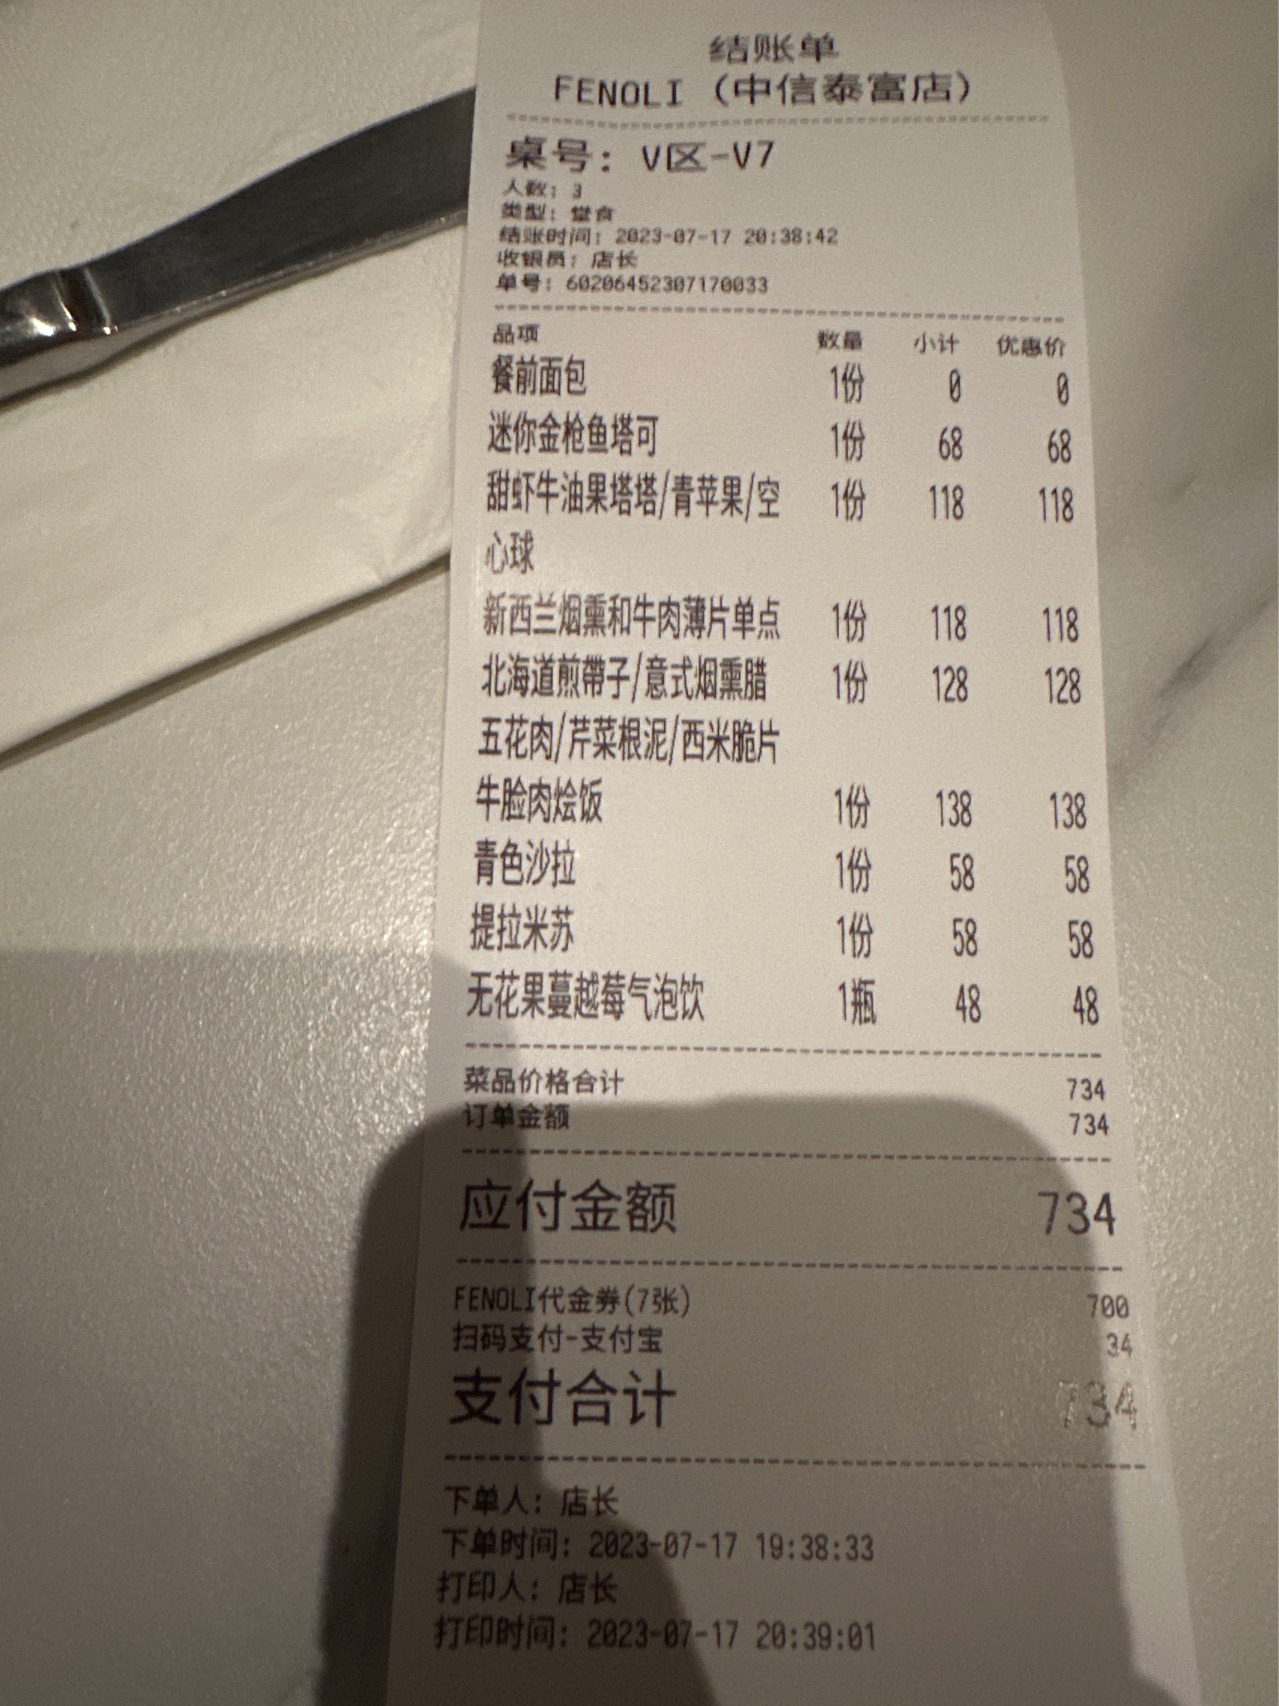 结账单
FENOLI（中信泰富店）
桌号：V区-V7
人数：3
类型：堂食
结账时间：2023-07-17 20:38:42
收银员：店长
单号：602064452307170033
品项 数量 小计 优惠价
餐前面包 1份 0 0
迷你金枪鱼塔可 1份 68 68
甜虾牛油果塔塔/青苹果/空 1份 118 118
心球
新西兰烟熏和牛肉薄片单点 1份 118 118
北海道煎帶子/意式烟熏腊 1份 128 128
五花肉/芹菜根泥/西米脆片
牛脸肉烩饭 1份 138 138
青色沙拉 1份 58 58
提拉米苏 1份 58 58
无花果蔓越莓气泡饮 1瓶 48 48
菜品价格合计 734
订单金额 734
应付金额 734
FENOLI代金券(7张) 700
扫码支付-支付宝 34
支付合计 734
下单人：店长
下单时间：2023-07-17 19:38:33
打印人：店长
打印时间：2023-07-17 20:39:01